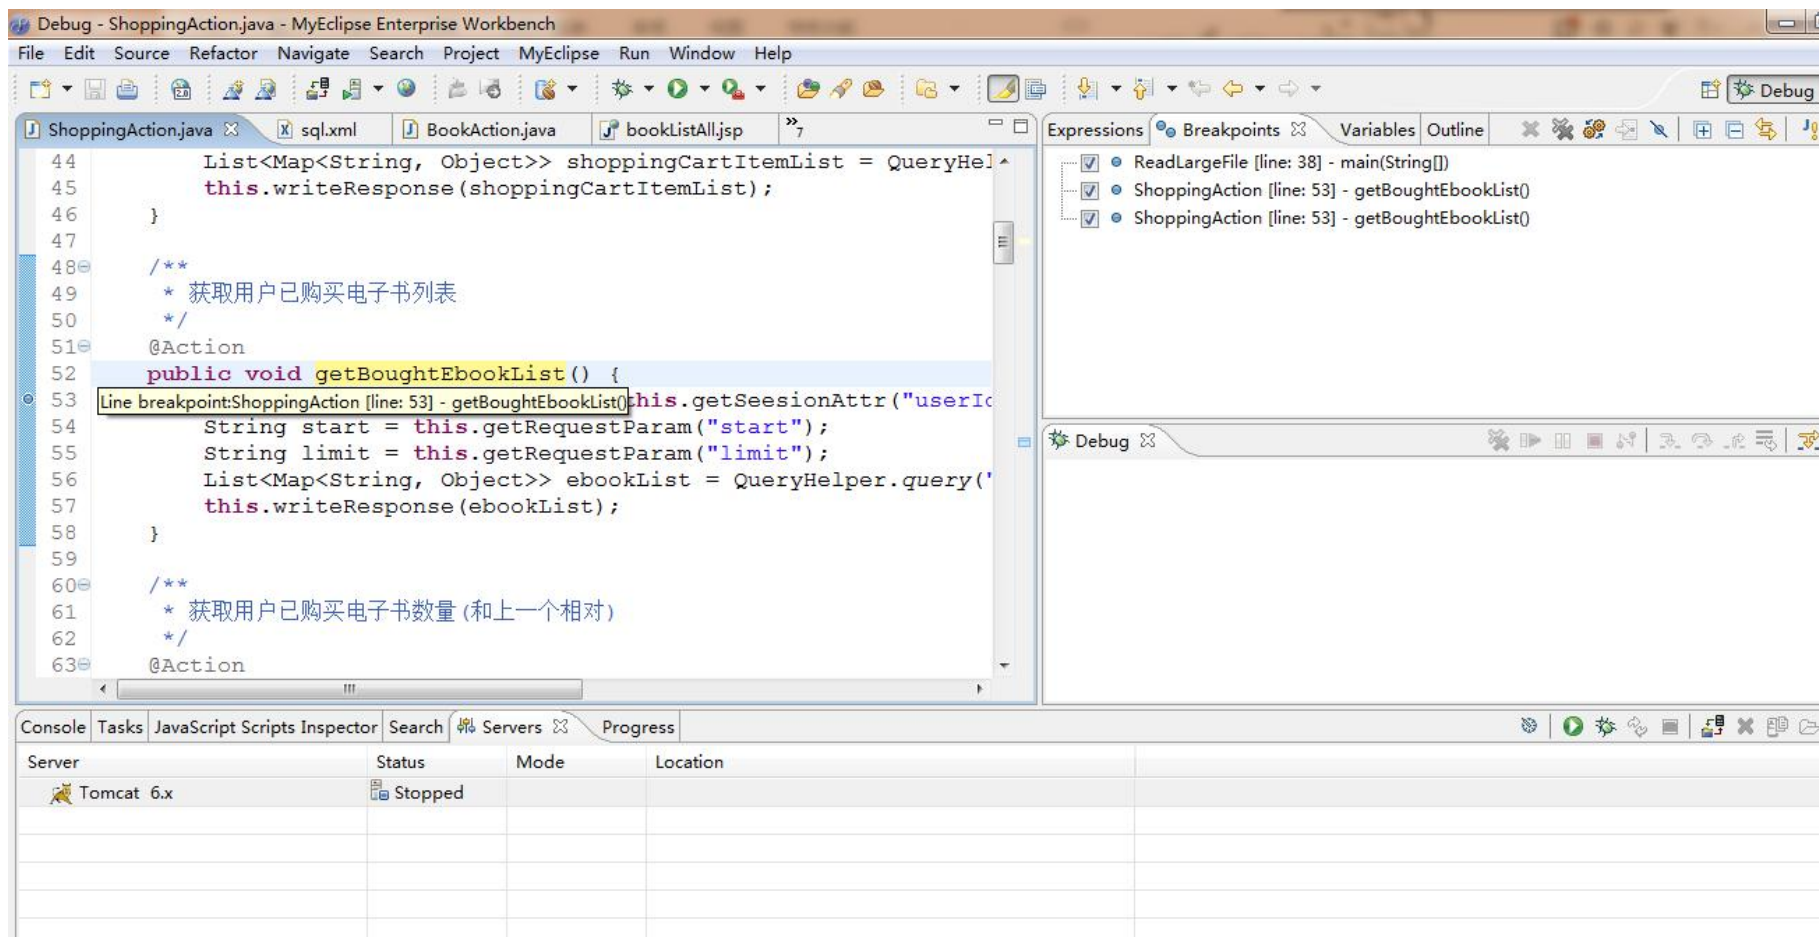 Debug - ShoppingAction.java - MyEclipse Enterprise Workbench
File Edit Source Refactor Navigate Search Project MyEclipse Run Window Help
Debug
ShoppingAction.java sql.xml BookAction.java bookListAll.jsp »7
Expressions Breakpoints Variables Outline
44 List<Map<String, Object>> shoppingCartItemList = QueryHel
45 this.writeResponse(shoppingCartItemList);
46 }
47
48 /**
49 * 获取用户已购买电子书列表
50 */
51 @Action
52 public void getBoughtEbookList() {
53 Line breakpoint:ShoppingAction [line: 53] - getBoughtEbookList() this.getSeesionAttr("userId
54 String start = this.getRequestParam("start");
55 String limit = this.getRequestParam("limit");
56 List<Map<String, Object>> ebookList = QueryHelper.query("
57 this.writeResponse(ebookList);
58 }
59
60 /**
61 * 获取用户已购买电子书数量(和上一个相对)
62 */
63 @Action
ReadLargeFile [line: 38] - main(String[])
ShoppingAction [line: 53] - getBoughtEbookList()
ShoppingAction [line: 53] - getBoughtEbookList()
Debug
Console Tasks JavaScript Scripts Inspector Search Servers Progress
Server Status Mode Location
Tomcat 6.x Stopped